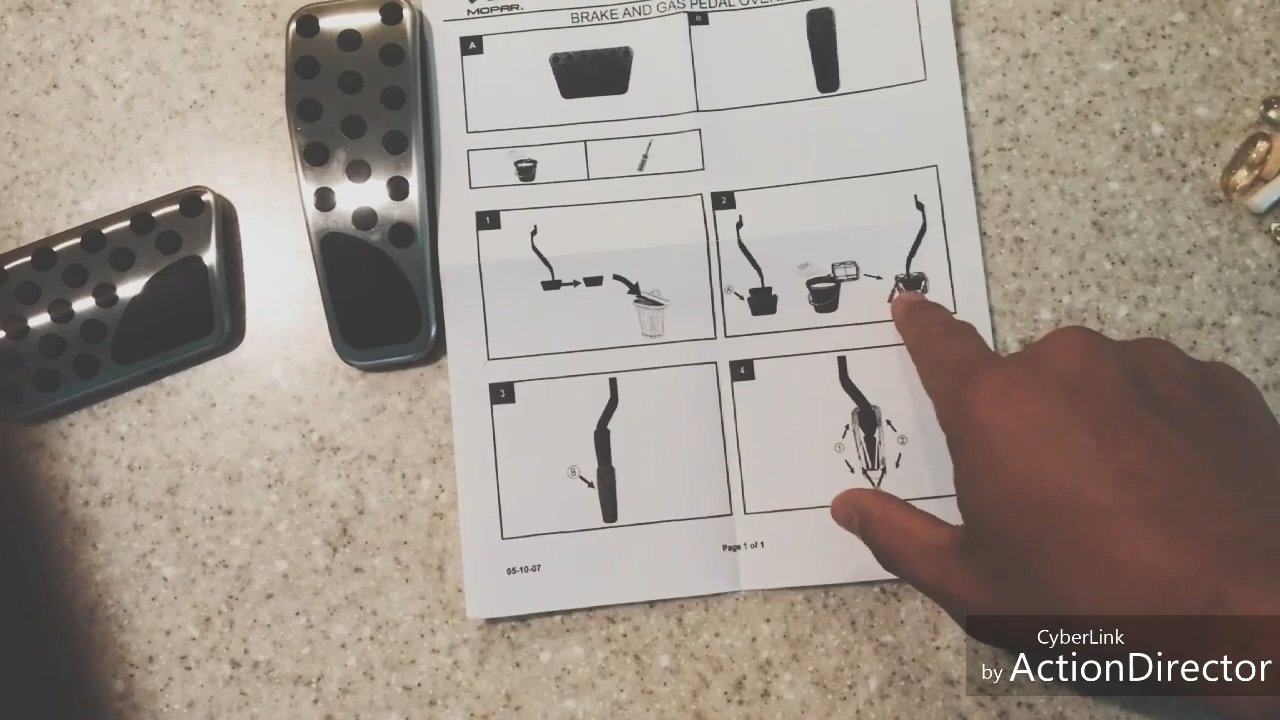 MOPAR.
BRAKE AND GAS PEDAL
A
B
1
2
A
3
4
B
1
2
Page 1 of 1
05-10-07
CyberLink
by ActionDirector